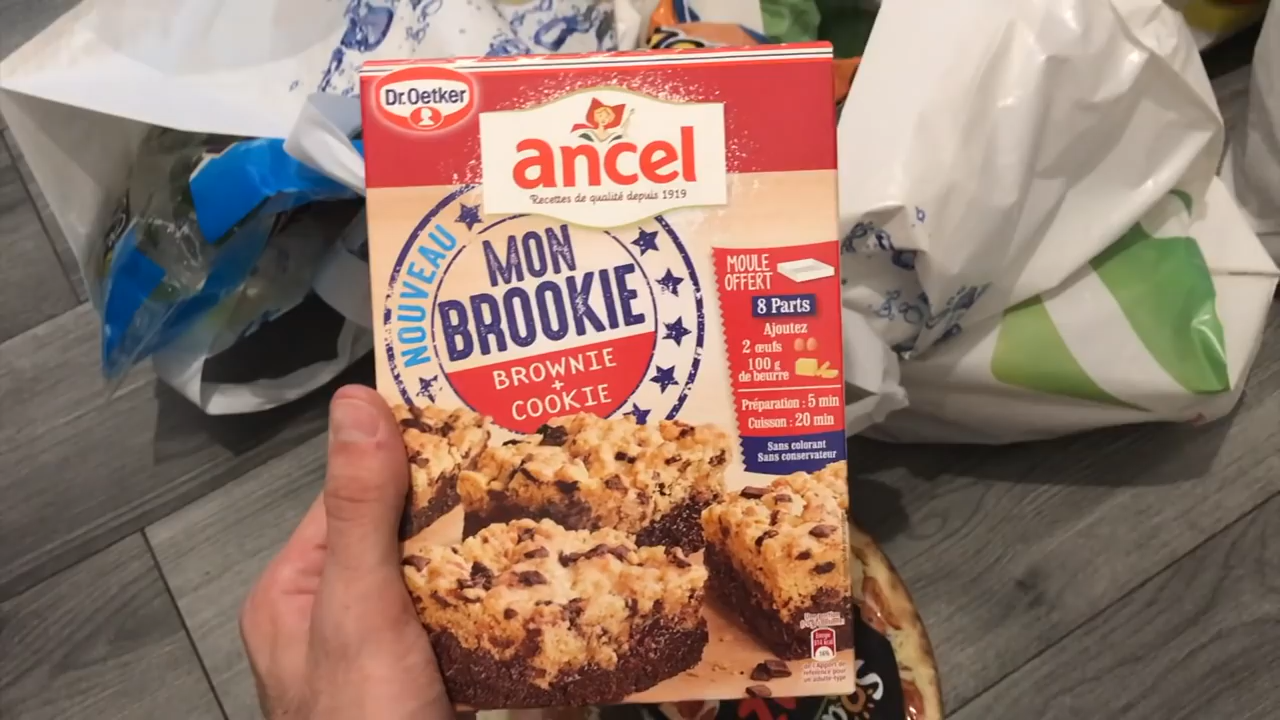 Dr.Oetker
ancel
Recettes de qualité depuis 1919
NOUVEAU
MON
BROOKIE
BROWNIE
+
COOKIE
MOULE
OFFERT
8 Parts
Ajoutez
2 œufs
100 g
de beurre
Préparation : 5 min
Cuisson : 20 min
Sans colorant
Sans conservateur